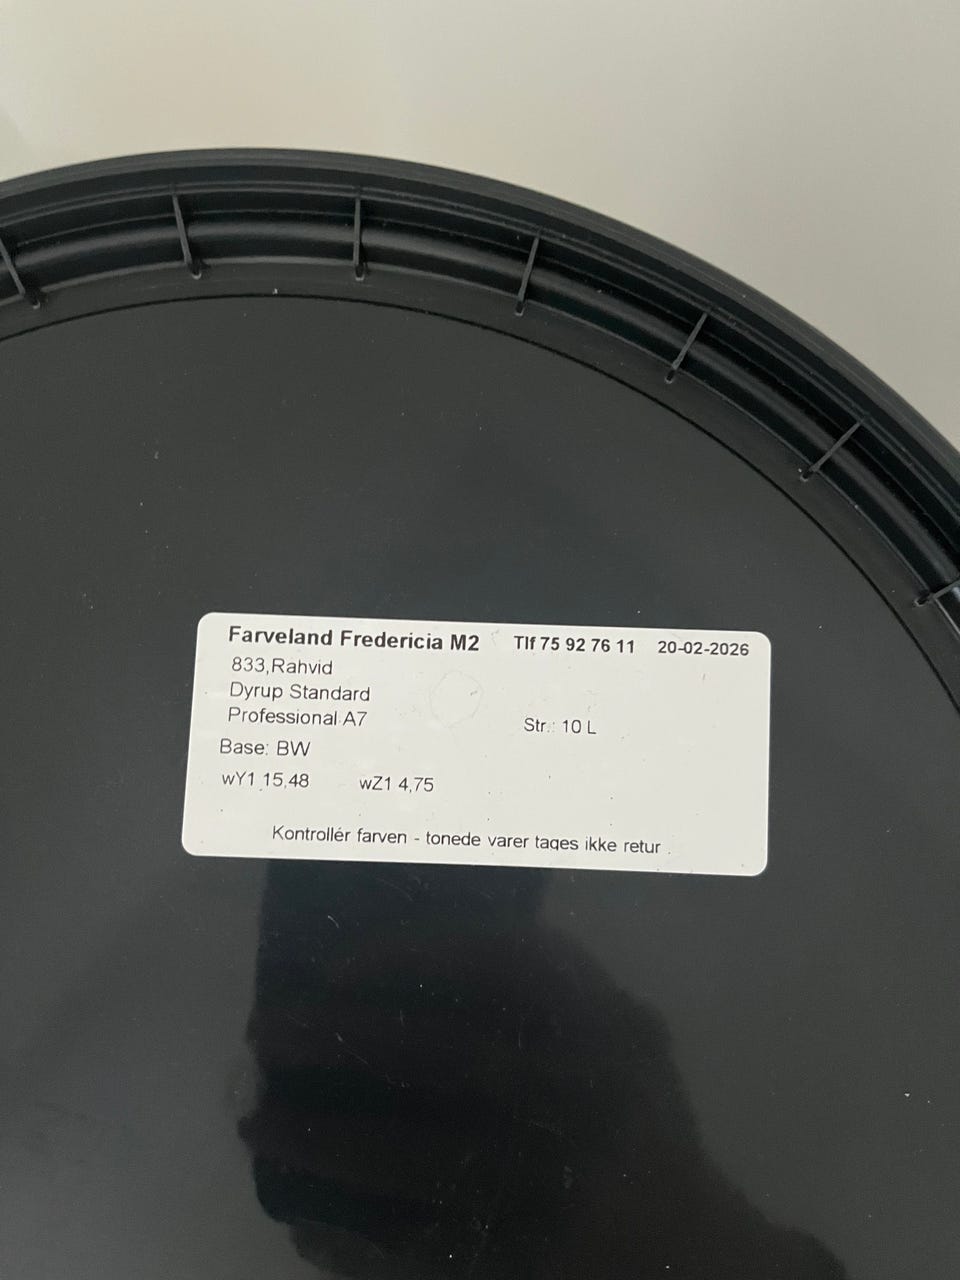 Farveland Fredericia M2 Tlf 75 92 76 11 20-02-2026
833,Rahvid
Dyrup Standard
Professional A7 Str.: 10 L
Base: BW
wY1 15,48 wZ1 4,75
Kontrollér farven - tonede varer tages ikke retur